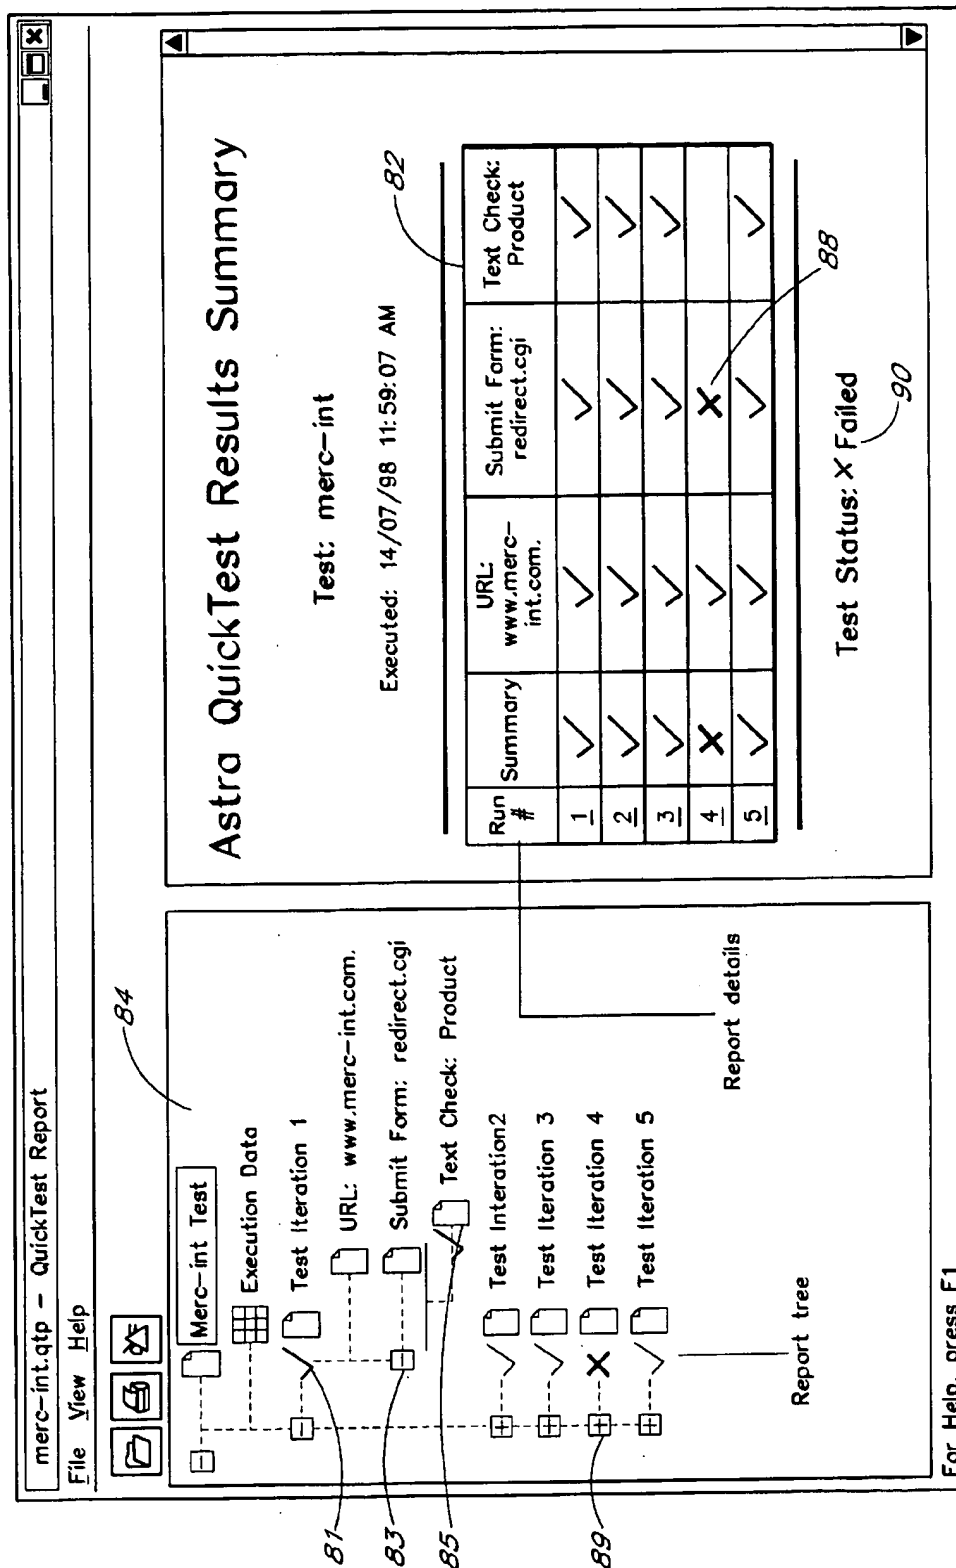 merc-int.qtp – QuickTest Report
File View Help
84
Merc-int Test
Execution Data
Test Iteration 1
URL: www.merc-int.com.
Submit Form: redirect.cgi
Text Check: Product
Test Interation2
Test Iteration 3
Test Iteration 4
Test Iteration 5
81
83
85
89
Report tree
Report details
Astra QuickTest Results Summary
Test: merc-int
Executed: 14/07/98 11:59:07 AM
82
Run # Summary URL: www.merc-int.com. Submit Form: redirect.cgi Text Check: Product
1 ✓ ✓ ✓ ✓
2 ✓ ✓ ✓ ✓
3 ✓ ✓ ✓ ✓
4 X ✓ X
5 ✓ ✓ ✓ ✓
88
Test Status: X Failed
90
For Help, press F1